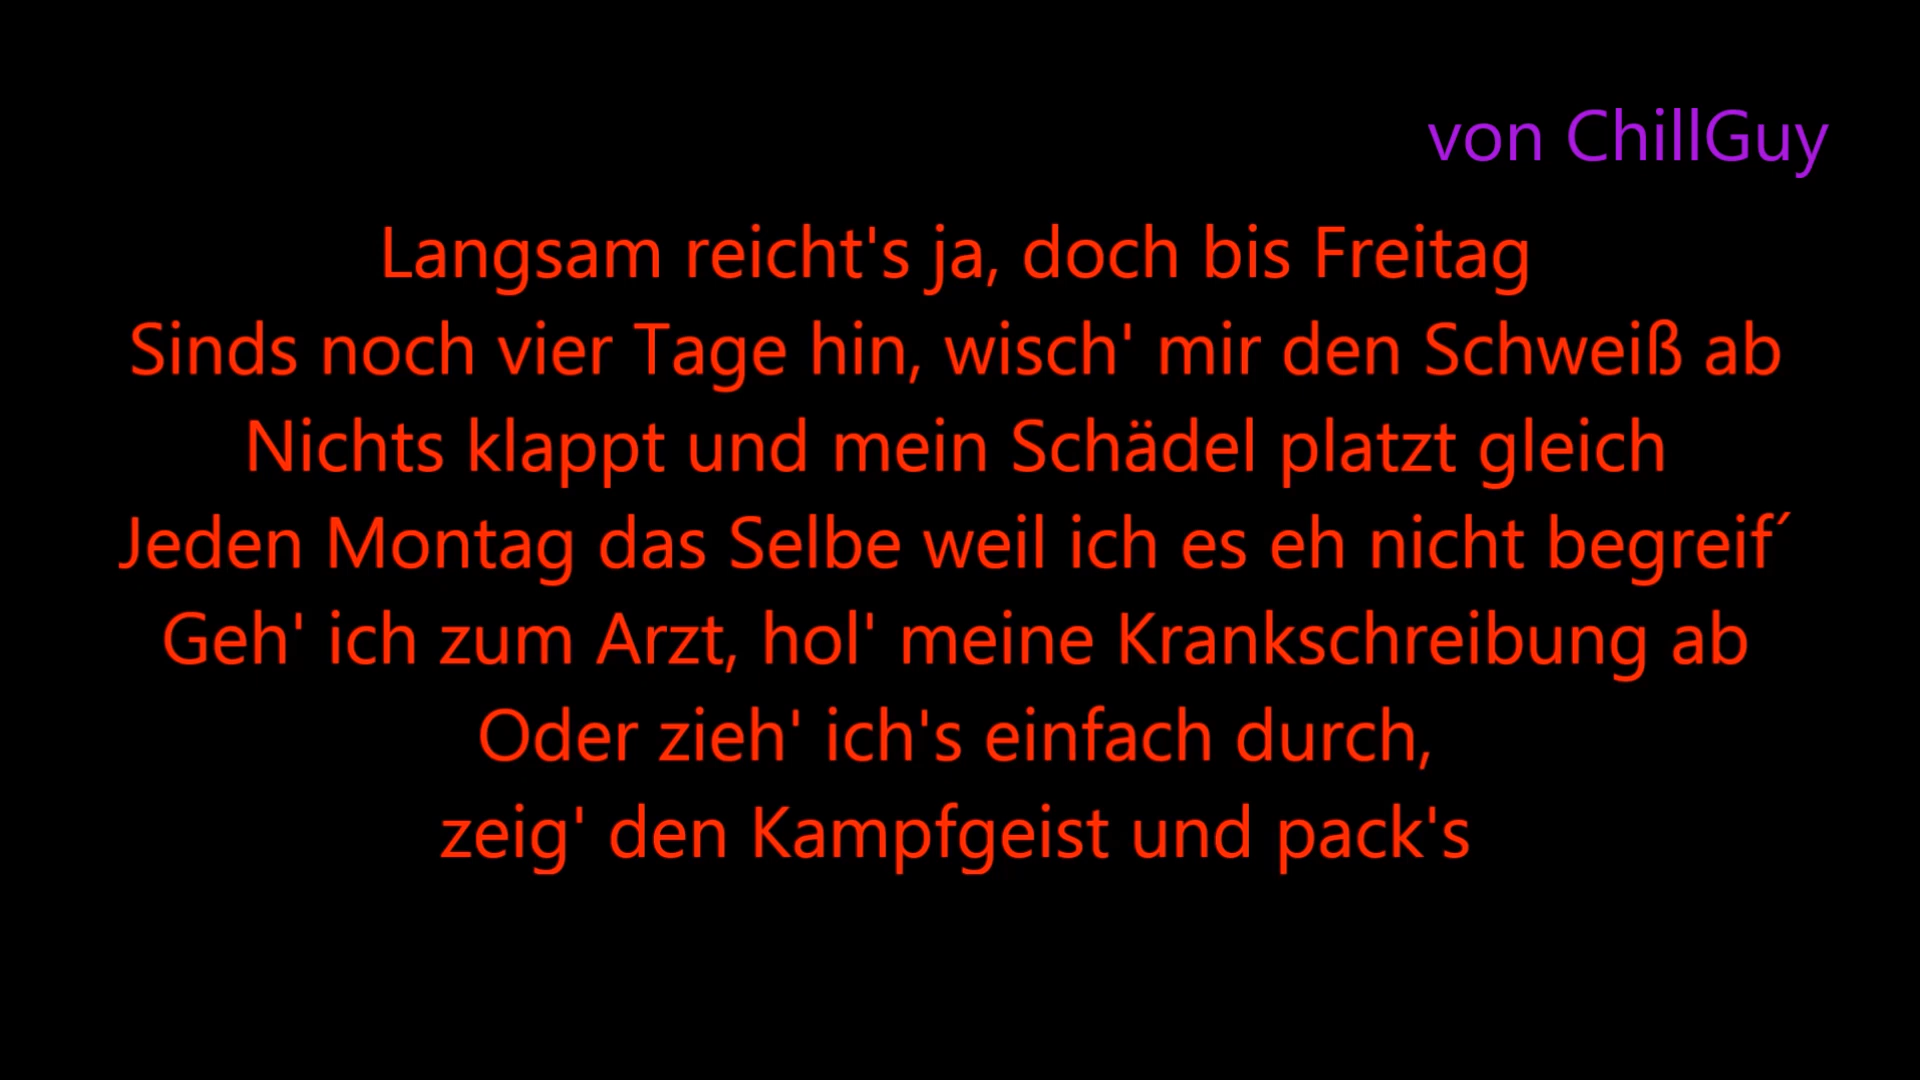 von ChillGuy
Langsam reicht's ja, doch bis Freitag
Sinds noch vier Tage hin, wisch' mir den Schweiß ab
Nichts klappt und mein Schädel platzt gleich
Jeden Montag das Selbe weil ich es eh nicht begreif´
Geh' ich zum Arzt, hol' meine Krankschreibung ab
Oder zieh' ich's einfach durch,
zeig' den Kampfgeist und pack's